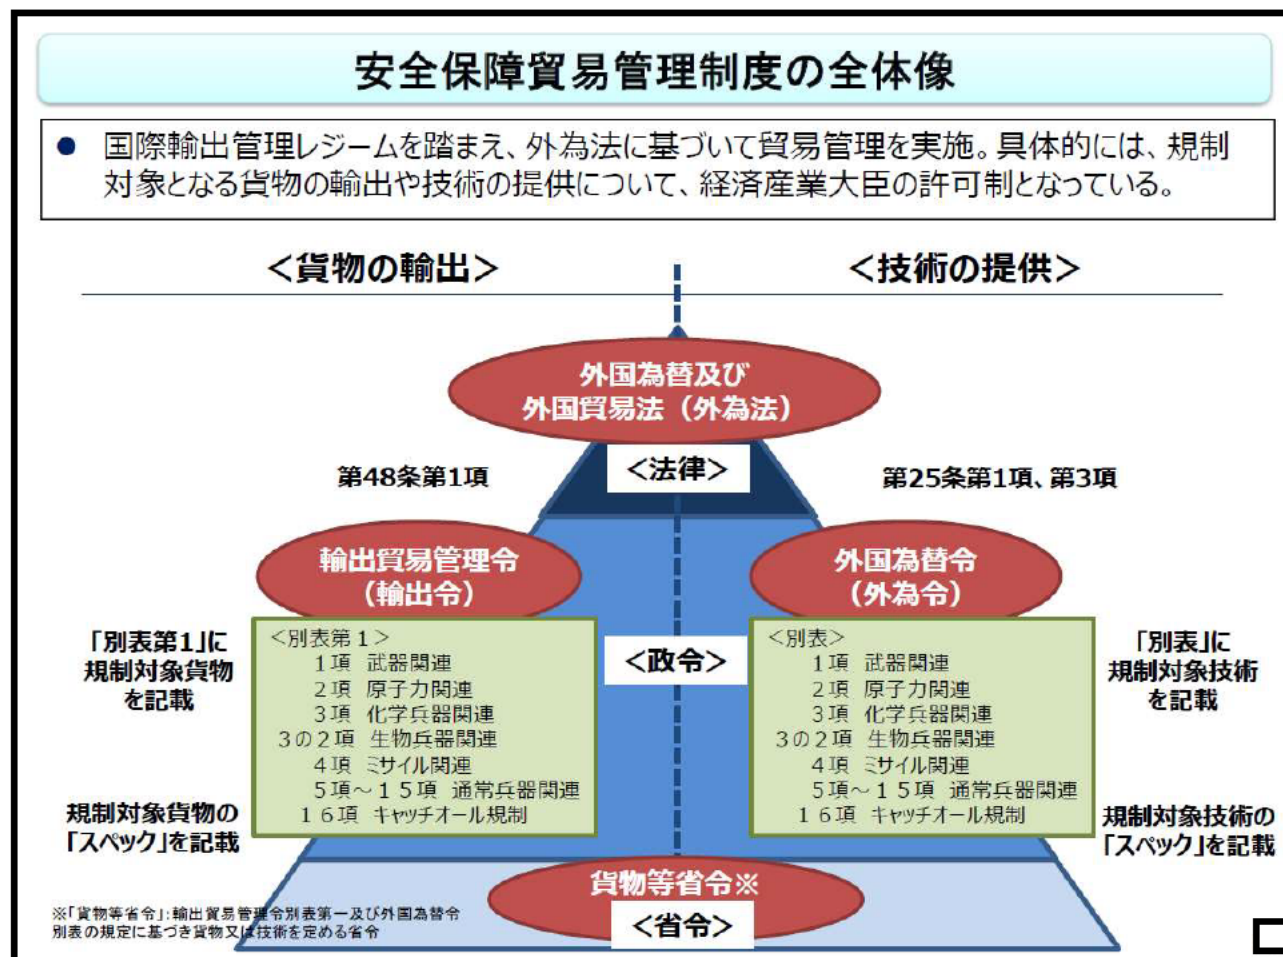 安全保障貿易管理制度の全体像
● 国際輸出管理レジームを踏まえ、外為法に基づいて貿易管理を実施。具体的には、規制
対象となる貨物の輸出や技術の提供について、経済産業大臣の許可制となっている。
＜貨物の輸出＞
＜技術の提供＞
外国為替及び
外国貿易法（外為法）
＜法律＞
第48条第1項
第25条第1項、第3項
輸出貿易管理令
（輸出令）
外国為替令
（外為令）
＜政令＞
「別表第1」に
規制対象貨物
を記載
＜別表第１＞
１項 武器関連
２項 原子力関連
３項 化学兵器関連
３の２項 生物兵器関連
４項 ミサイル関連
５項～１５項 通常兵器関連
１６項 キャッチオール規制
＜別表＞
１項 武器関連
２項 原子力関連
３項 化学兵器関連
３の２項 生物兵器関連
４項 ミサイル関連
５項～１５項 通常兵器関連
１６項 キャッチオール規制
「別表」に
規制対象技術
を記載
規制対象貨物の
「スペック」を記載
規制対象技術の
「スペック」を記載
貨物等省令※
＜省令＞
※「貨物等省令」：輸出貿易管理令別表第一及び外国為替令
別表の規定に基づき貨物又は技術を定める省令